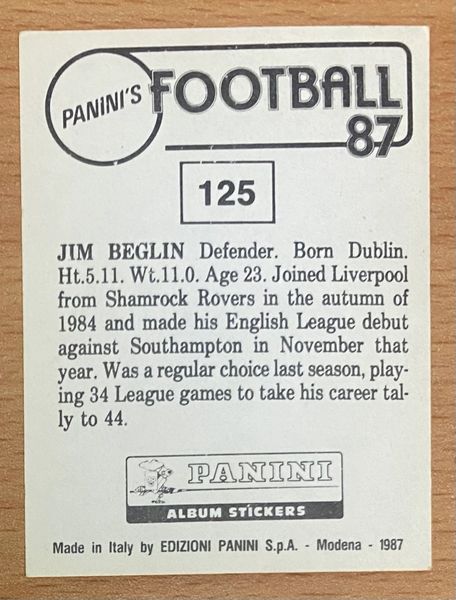 PANINI'S FOOTBALL
87
125
JIM BEGLIN Defender. Born Dublin.
Ht.5.11. Wt.11.0. Age 23. Joined Liverpool
from Shamrock Rovers in the autumn of
1984 and made his English League debut
against Southampton in November that
year. Was a regular choice last season, play-
ing 34 League games to take his career tal-
ly to 44.
PANINI
ALBUM STICKERS
Made in Italy by EDIZIONI PANINI S.p.A. - Modena - 1987